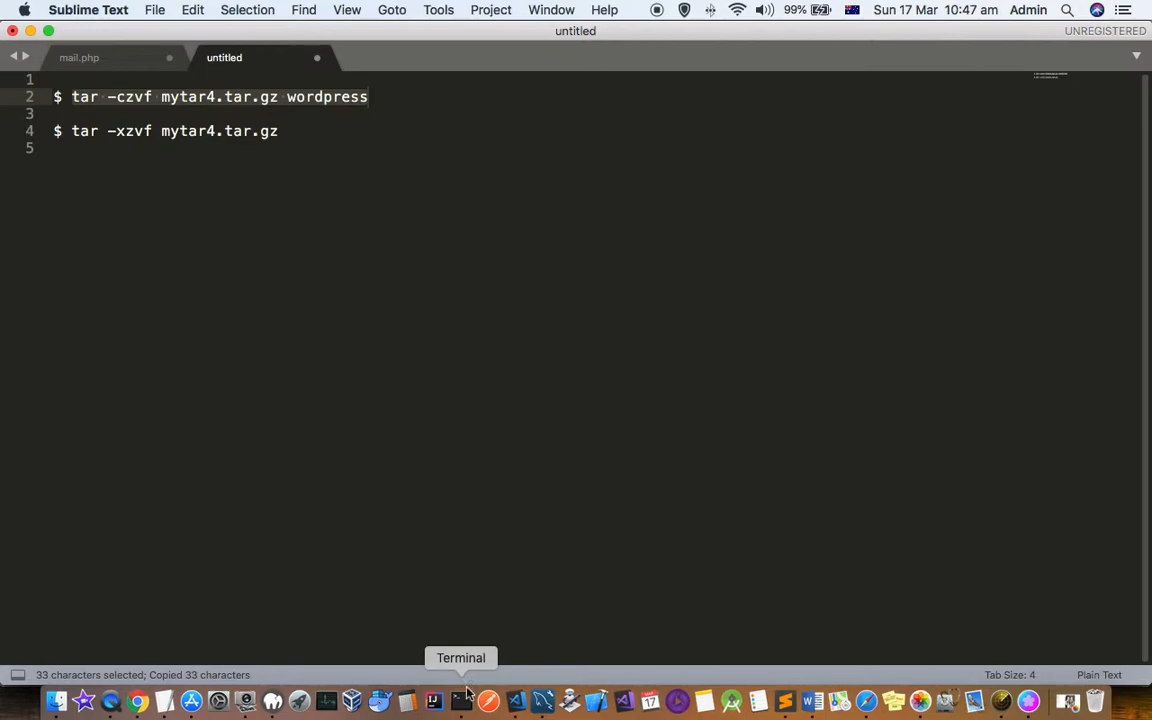 Sublime Text File Edit Selection Find View Goto Tools Project Window Help 99% Sun 17 Mar 10:47 am Admin
untitled UNREGISTERED
mail.php untitled
1
2 $ tar -czvf mytar4.tar.gz wordpress
3
4 $ tar -xzvf mytar4.tar.gz
5
Terminal
33 characters selected; Copied 33 characters Tab Size: 4 Plain Text
17